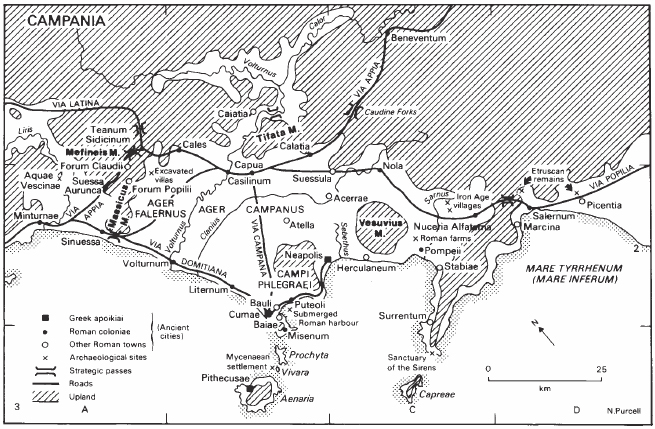 CAMPANIA
Calor
Beneventum
Volturnus
VIA APPIA
VIA LATINA
Caudine Forks
Caiatia
Liris
Teanum
Sidicinum
Tifata M.
Mefineis M.
Cales
Calatia
Forum Claudii
Aquae
Vescinae
Excavated
villas
Capua
Nola
Etruscan
remains
VIA POPILIA
Suessa
Aurunca
Forum Popilii
Casilinum
Suessula
Massicus
Sarnus
Iron Age
villages
Minturnae
VIA
APPIA
AGER
FALERNUS
AGER
CAMPANUS
Acerrae
Picentia
Salernum
Volturnus
Clanius
Atella
Vesuvius M.
Nuceria Alfaterna
Marcina
Sinuessa
VIA
DOMITIANA
VIA CAMPANA
Sebethus
Roman farms
Pompeii
Neapolis
Herculaneum
Stabiae
MARE TYRRHENUM
(MARE INFERUM)
2
Volturnum
CAMPI
PHLEGRAEI
Liternum
Bauli
Cumae
Baiae
Puteoli
Submerged
Roman harbour
Misenum
Surrentum
N
Greek apoikiai
Roman coloniae
Other Roman towns
(Ancient
cities)
Archaeological sites
Strategic passes
Roads
Upland
Mycenaean
settlement
Prochyta
Vivara
Sanctuary
of the Sirens
0
25
km
Pithecusae
Aenaria
Capreae
3
A
C
D
N.Purcell